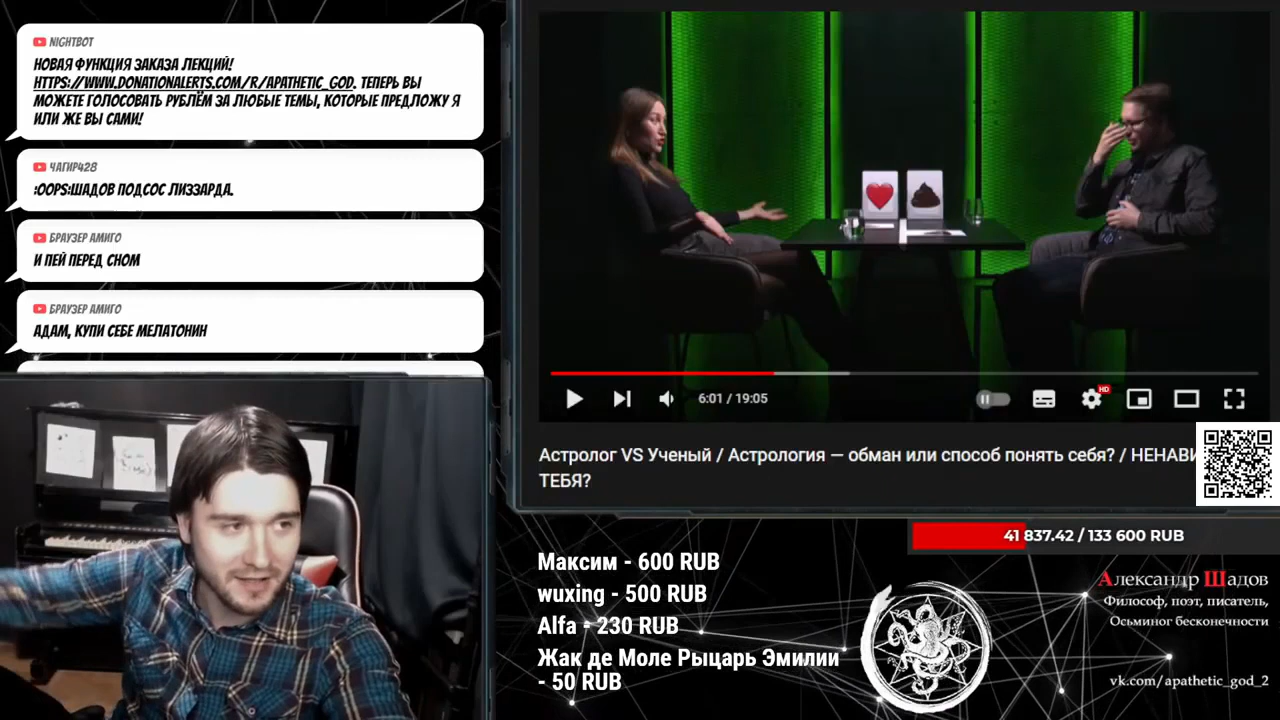 NIGHTBOT
НОВАЯ ФУНКЦИЯ ЗАКАЗА ЛЕКЦИЙ!
HTTPS://WWW.DONATIONALERTS.COM/R/APATHETIC_GOD. ТЕПЕРЬ ВЫ
МОЖЕТЕ ГОЛОСОВАТЬ РУБЛЁМ ЗА ЛЮБЫЕ ТЕМЫ, КОТОРЫЕ ПРЕДЛОЖУ Я
ИЛИ ЖЕ ВЫ САМИ!
ЧАГИР428
:OOPS:ШАДОВ ПОДСОС ЛИЗЗАРДА.
БРАУЗЕР АМИГО
И ПЕЙ ПЕРЕД СНОМ
БРАУЗЕР АМИГО
АДАМ, КУПИ СЕБЕ МЕЛАТОНИН
6:01 / 19:05
HD
Астролог VS Ученый / Астрология — обман или способ понять себя? / НЕНАВИ
ТЕБЯ?
41 837.42 / 133 600 RUB
Максим - 600 RUB
wuxing - 500 RUB
Alfa - 230 RUB
Жак де Моле Рыцарь Эмилии
- 50 RUB
Александр Шадов
Философ, поэт, писатель,
Осьминог бесконечности
vk.com/apathetic_god_2